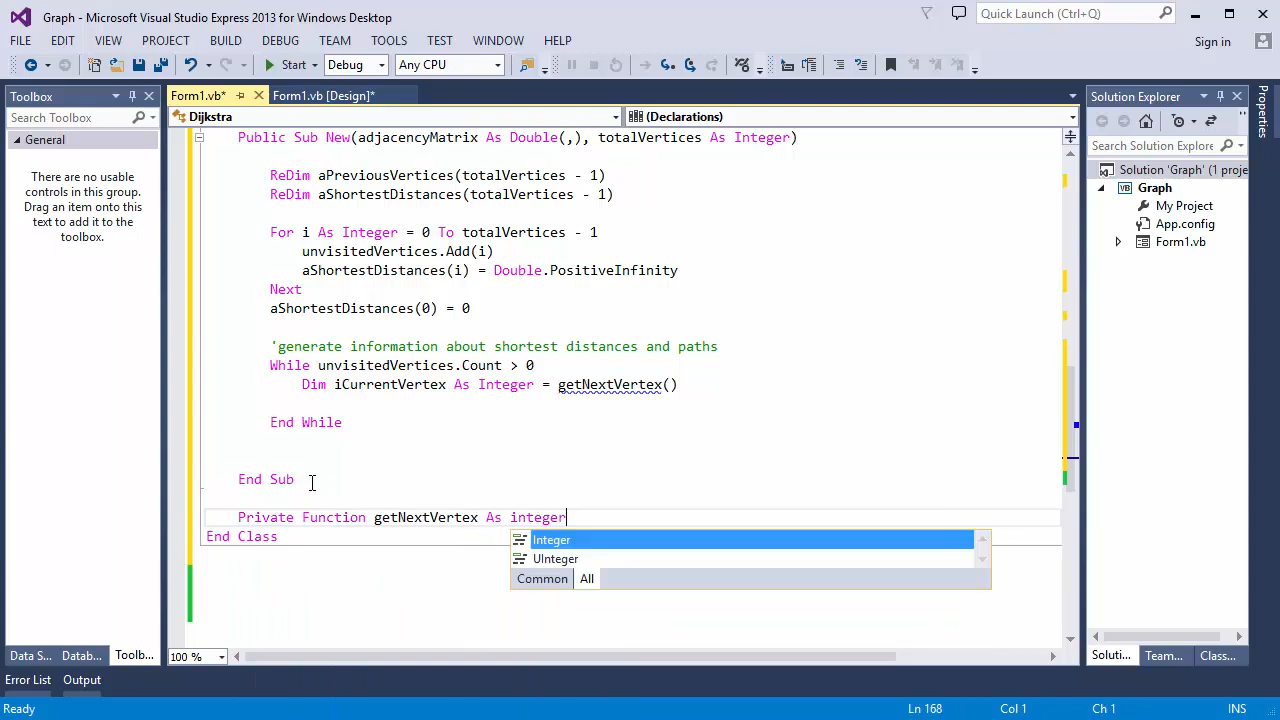 Graph - Microsoft Visual Studio Express 2013 for Windows Desktop
Quick Launch (Ctrl+Q)
FILE EDIT VIEW PROJECT BUILD DEBUG TEAM TOOLS TEST WINDOW HELP
Sign in
Start Debug Any CPU
Toolbox
Search Toolbox
General
There are no usable
controls in this group.
Drag an item onto this
text to add it to the
toolbox.
Data S... Datab... Toolb...
Form1.vb* Form1.vb [Design]*
Dijkstra (Declarations)
Public Sub New(adjacencyMatrix As Double(,), totalVertices As Integer)
ReDim aPreviousVertices(totalVertices - 1)
ReDim aShortestDistances(totalVertices - 1)
For i As Integer = 0 To totalVertices - 1
unvisitedVertices.Add(i)
aShortestDistances(i) = Double.PositiveInfinity
Next
aShortestDistances(0) = 0
'generate information about shortest distances and paths
While unvisitedVertices.Count > 0
Dim iCurrentVertex As Integer = getNextVertex()
End While
End Sub
Private Function getNextVertex As integer
End Class
Integer
UInteger
Common All
100 %
Solution Explorer
Search Solution Explore
Solution 'Graph' (1 proje
VB Graph
My Project
App.config
Form1.vb
Soluti... Team... Class...
Properties
Error List Output
Ready Ln 168 Col 1 Ch 1 INS